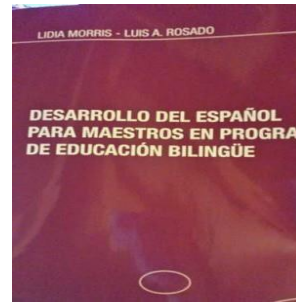 LIDIA MORRIS - LUIS A. ROSADO
DESARROLLO DEL ESPAÑOL
PARA MAESTROS EN PROGRA
DE EDUCACIÓN BILINGÜE